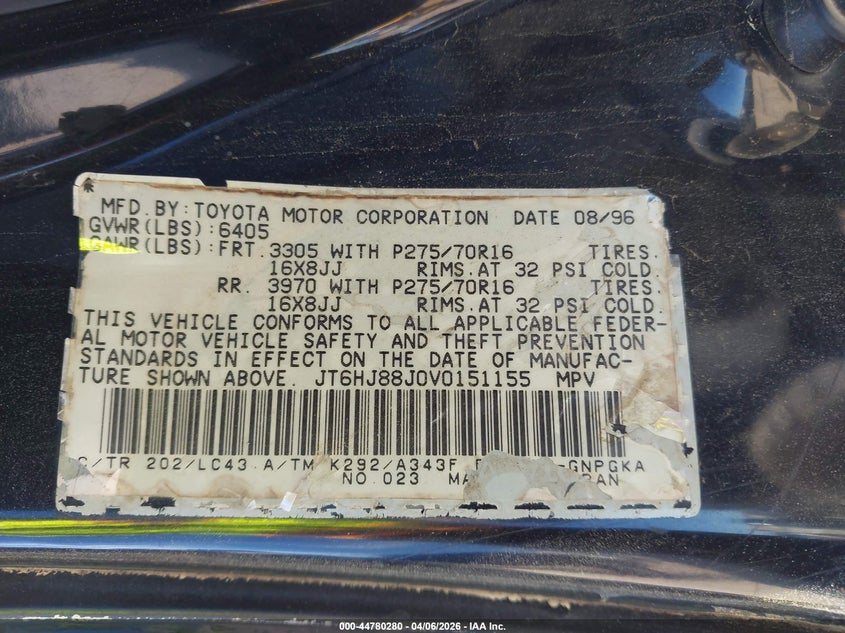 MFD.BY:TOYOTA MOTOR CORPORATION DATE 08/96
GVWR(LBS):6405
GAWR(LBS):FRT.3305 WITH P275/70R16 TIRES.
16X8JJ RIMS.AT 32 PSI COLD.
RR. 3970 WITH P275/70R16 TIRES.
16X8JJ RIMS.AT 32 PSI COLD.
THIS VEHICLE CONFORMS TO ALL APPLICABLE FEDER-
AL MOTOR VEHICLE SAFETY AND THEFT PREVENTION
STANDARDS IN EFFECT ON THE DATE OF MANUFAC-
TURE SHOWN ABOVE. JT6HJ88J0V0151155 MPV
C/TR 202/LC43 A/TM K292/A343F -GNPGKA
NO.023
000-44780280 - 04/06/2026 - IAA Inc.